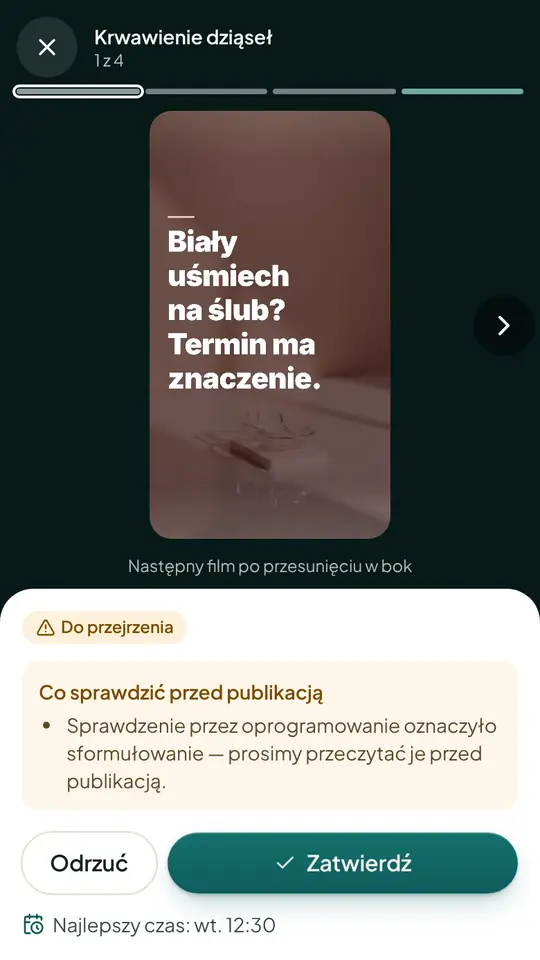 Krwawienie dziąseł
1 z 4
Biały
uśmiech
na ślub?
Termin ma
znaczenie.
Następny film po przesunięciu w bok
Do przejrzenia
Co sprawdzić przed publikacją
• Sprawdzenie przez oprogramowanie oznaczyło
sformułowanie — prosimy przeczytać je przed
publikacją.
Odrzuć
Zatwierdź
Najlepszy czas: wt. 12:30